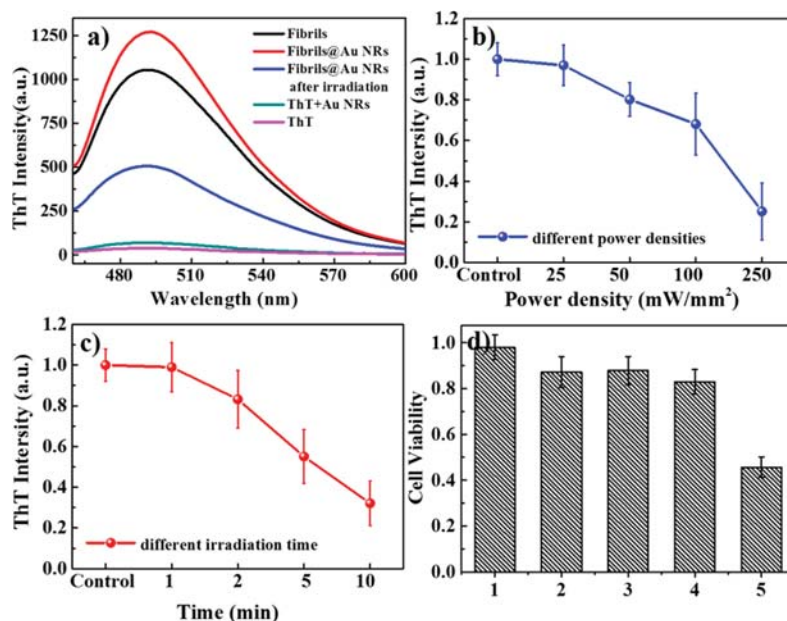 a)
Fibrils
Fibrils@Au NRs
Fibrils@Au NRs
after irradiation
ThT+Au NRs
ThT
1250
1000
750
500
250
0
480 510 540 570 600
ThT Intensity(a.u.)
Wavelength (nm)
b)
1.2
1.0
0.8
0.6
0.4
0.2
0.0
different power densities
Control 25 50 100 250
ThT Intersity (a.u.)
Power density (mW/mm²)
c)
1.2
1.0
0.8
0.6
0.4
0.2
0.0
different irradiation time
Control 1 2 5 10
ThT Intersity (a.u.)
Time (min)
d)
1.0
0.8
0.6
0.4
0.2
0.0
1 2 3 4 5
Cell Viability